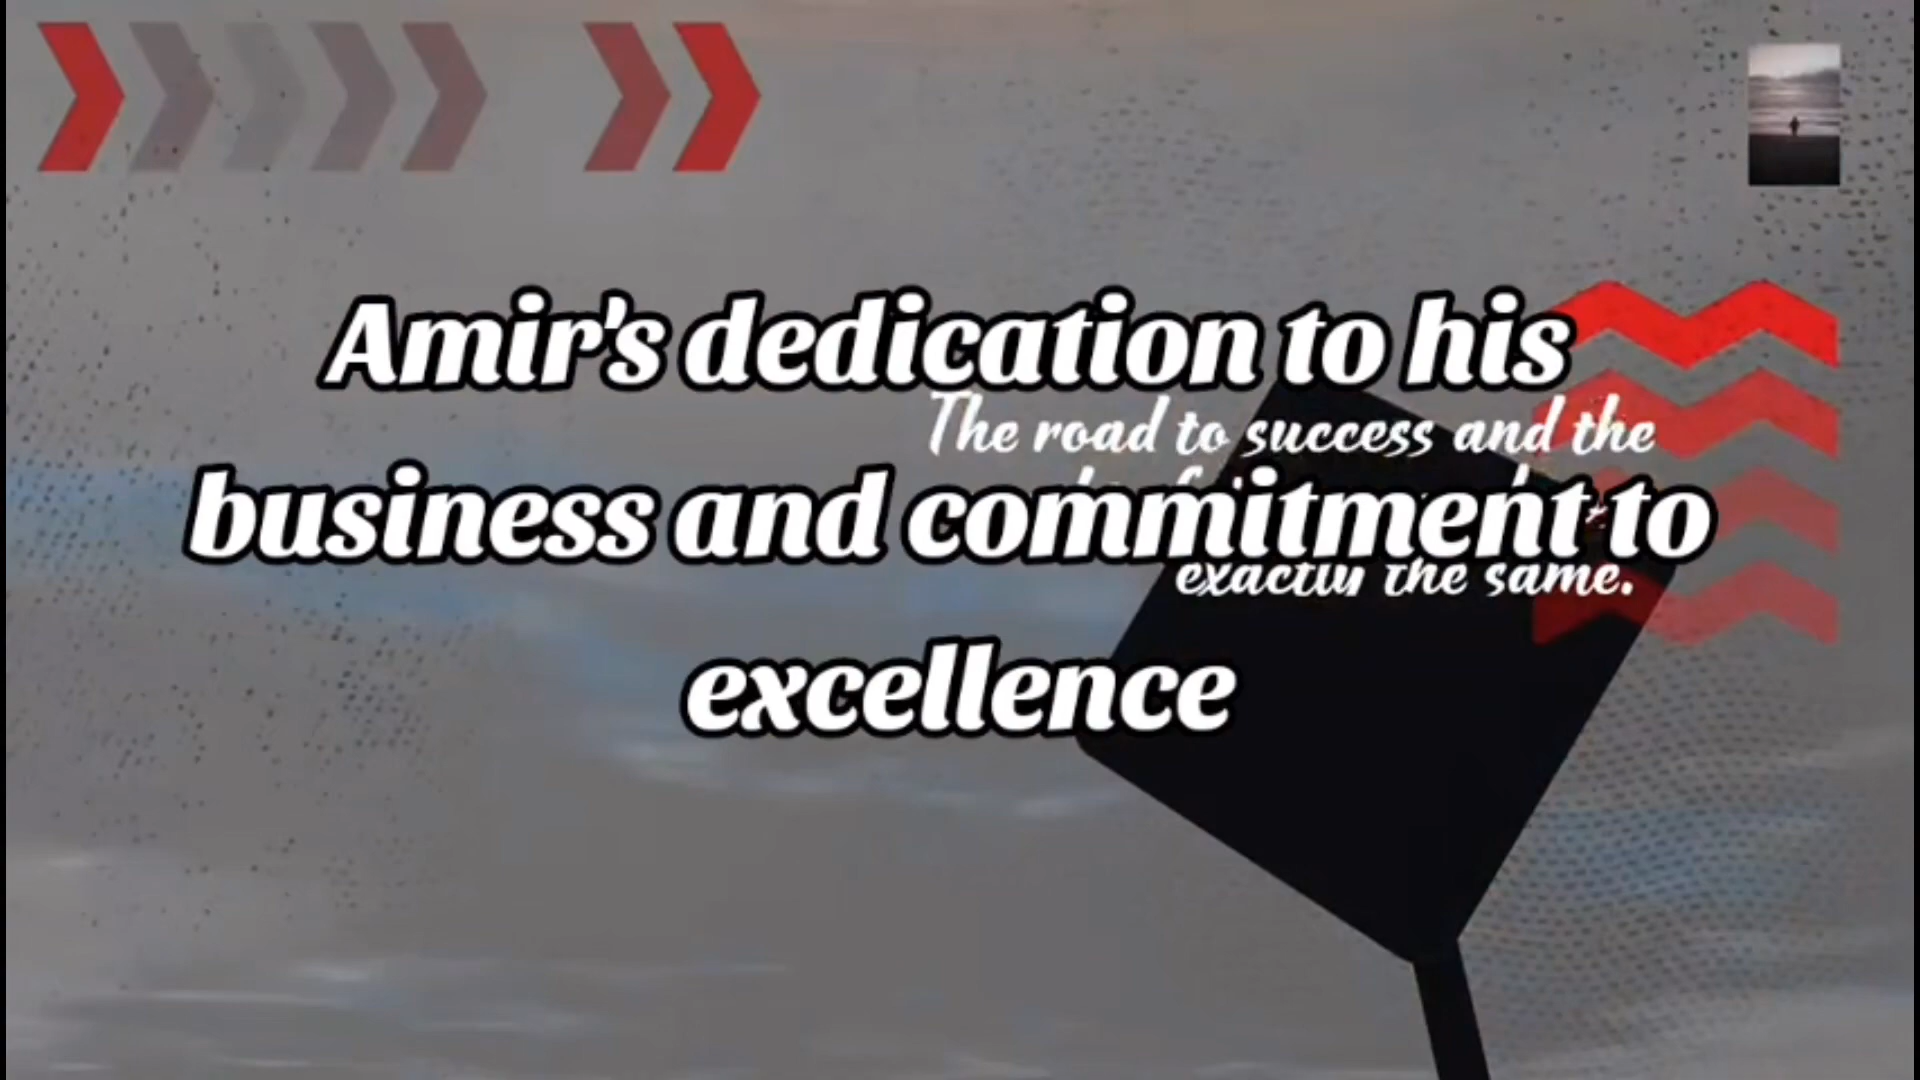 Amir's dedication to his
The road to success and the
business and commitment to
exactly the same.
excellence